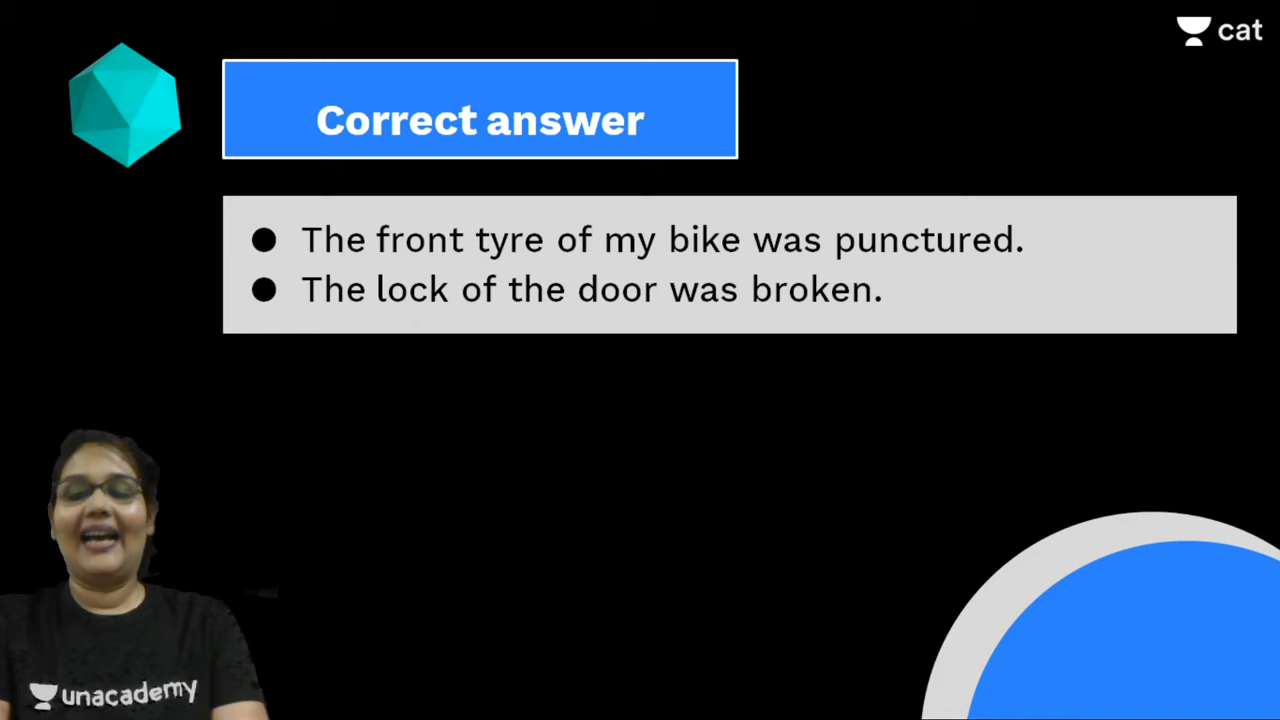 cat
Correct answer
● The front tyre of my bike was punctured.
● The lock of the door was broken.
unacademy